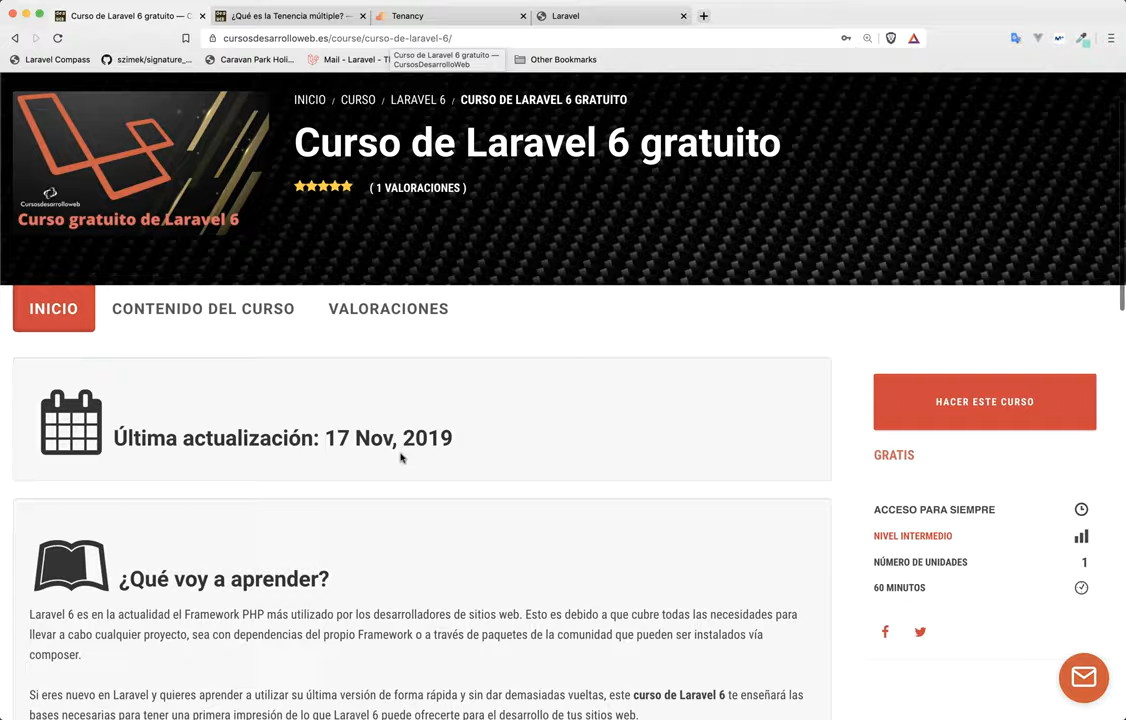 Curso de Laravel 6 gratuito — C
¿Qué es la Tenencia múltiple? —
Tenancy
Laravel
cursosdesarrolloweb.es/course/curso-de-laravel-6/
Laravel Compass
szimek/signature_...
Caravan Park Holi...
Mail - Laravel - T
Curso de Laravel 6 gratuito —
CursosDesarrolloWeb
Other Bookmarks
INICIO / CURSO / LARAVEL 6 / CURSO DE LARAVEL 6 GRATUITO
Curso de Laravel 6 gratuito
( 1 VALORACIONES )
Cursosdesarrolloweb
Curso gratuito de Laravel 6
INICIO
CONTENIDO DEL CURSO
VALORACIONES
Última actualización: 17 Nov, 2019
HACER ESTE CURSO
GRATIS
ACCESO PARA SIEMPRE
NIVEL INTERMEDIO
NÚMERO DE UNIDADES 1
60 MINUTOS
¿Qué voy a aprender?
Laravel 6 es en la actualidad el Framework PHP más utilizado por los desarrolladores de sitios web. Esto es debido a que cubre todas las necesidades para
llevar a cabo cualquier proyecto, sea con dependencias del propio Framework o a través de paquetes de la comunidad que pueden ser instalados vía
composer.
Si eres nuevo en Laravel y quieres aprender a utilizar su última versión de forma rápida y sin dar demasiadas vueltas, este curso de Laravel 6 te enseñará las
bases necesarias para tener una primera impresión de lo que Laravel 6 puede ofrecerte para el desarrollo de tus sitios web.